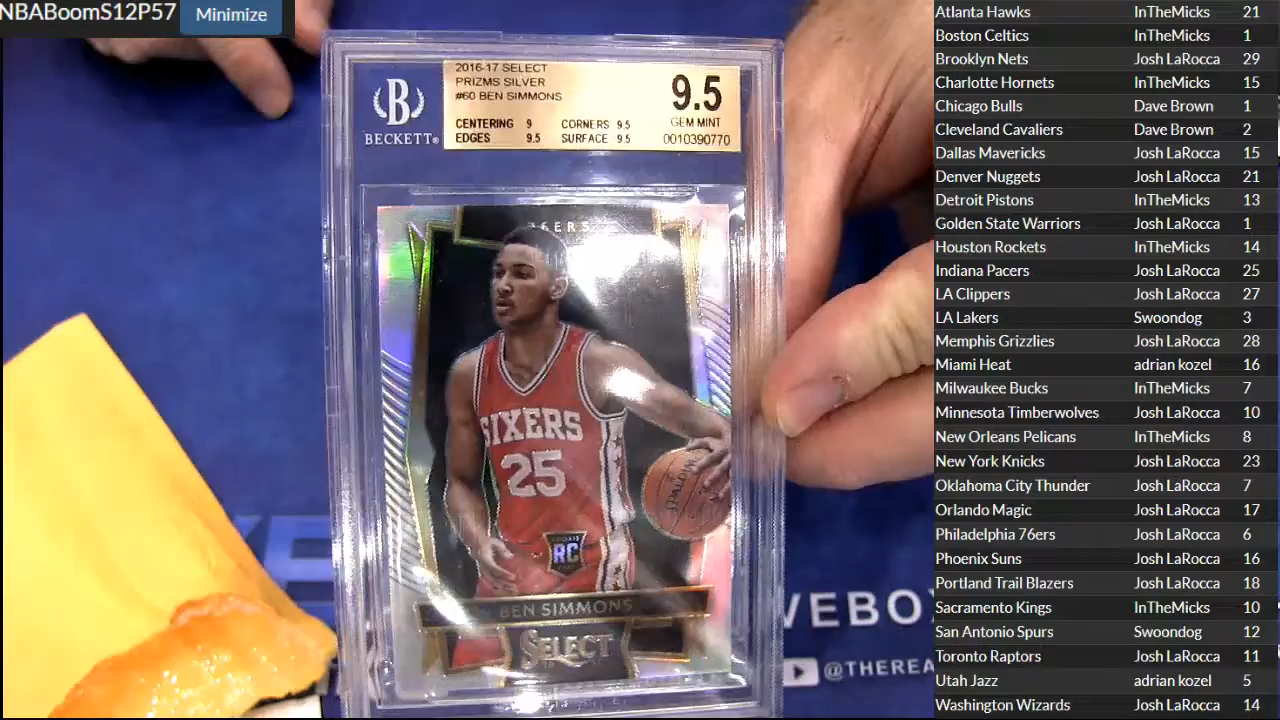 NBABoomS12P57
Minimize
2016-17 SELECT
PRIZMS SILVER
#60 BEN SIMMONS
CENTERING 9 CORNERS 9.5
EDGES 9.5 SURFACE 9.5
9.5
GEM MINT
0010390770
B
BECKETT
SIXERS
25
SPALDING
RC
BEN SIMMONS
SELECT
VEBO
@THEREA
Atlanta Hawks InTheMicks 21
Boston Celtics InTheMicks 1
Brooklyn Nets Josh LaRocca 29
Charlotte Hornets InTheMicks 15
Chicago Bulls Dave Brown 1
Cleveland Cavaliers Dave Brown 2
Dallas Mavericks Josh LaRocca 15
Denver Nuggets Josh LaRocca 21
Detroit Pistons InTheMicks 13
Golden State Warriors Josh LaRocca 1
Houston Rockets InTheMicks 14
Indiana Pacers Josh LaRocca 25
LA Clippers Josh LaRocca 27
LA Lakers Swoondog 3
Memphis Grizzlies Josh LaRocca 28
Miami Heat adrian kozel 16
Milwaukee Bucks InTheMicks 7
Minnesota Timberwolves Josh LaRocca 10
New Orleans Pelicans InTheMicks 8
New York Knicks Josh LaRocca 23
Oklahoma City Thunder Josh LaRocca 7
Orlando Magic Josh LaRocca 17
Philadelphia 76ers Josh LaRocca 6
Phoenix Suns Josh LaRocca 16
Portland Trail Blazers Josh LaRocca 18
Sacramento Kings InTheMicks 10
San Antonio Spurs Swoondog 12
Toronto Raptors Josh LaRocca 11
Utah Jazz adrian kozel 5
Washington Wizards Josh LaRocca 14